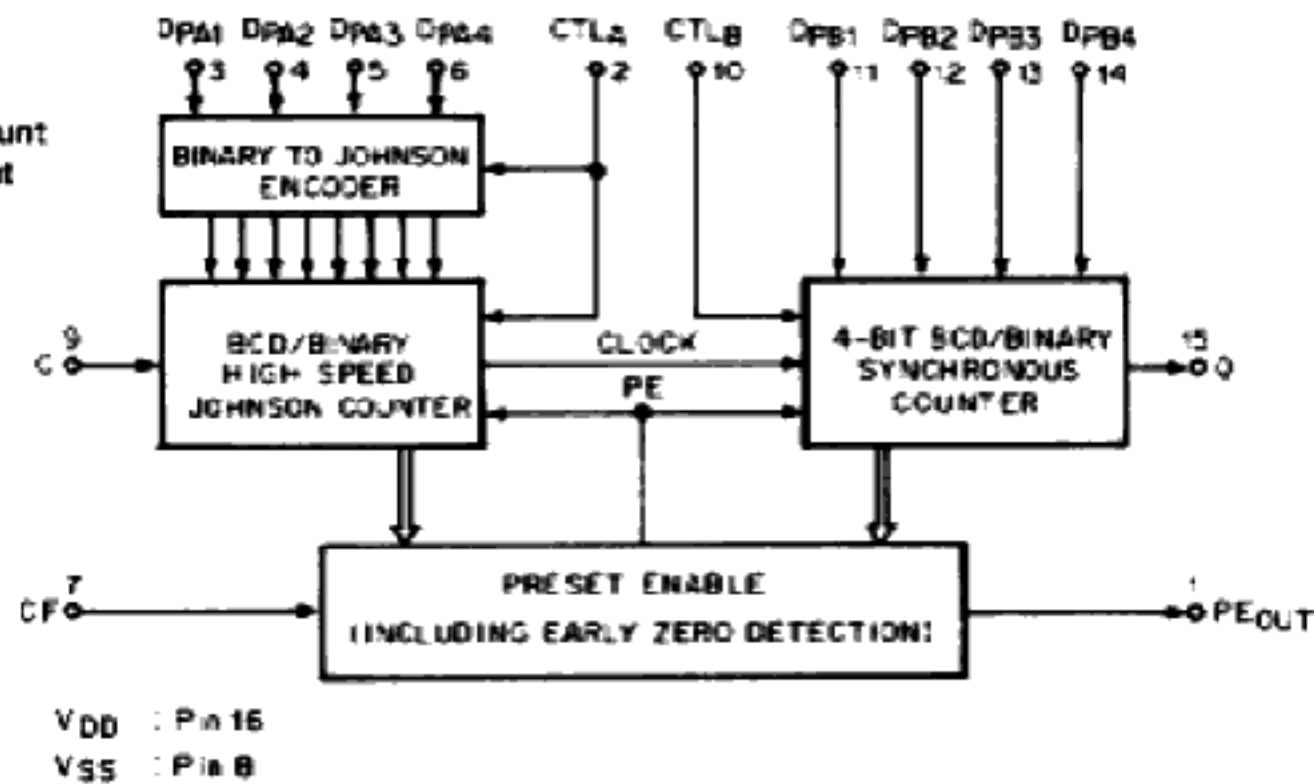 DPA1 DPA2 DPA3 DPA4 CTLA CTLB DPB1 DPB2 DPB3 DPB4
3 4 5 6 2 10 11 12 13 14
unt
t
BINARY TO JOHNSON
ENCODER
9
C
BCD/BINARY
HIGH SPEED
JOHNSON COUNTER
CLOCK
PE
4-BIT BCD/BINARY
SYNCHRONOUS
COUNTER
15
Q
7
CF
PRESET ENABLE
(INCLUDING EARLY ZERO DETECTION)
1
PEOUT
VDD : Pin 16
VSS : Pin 8